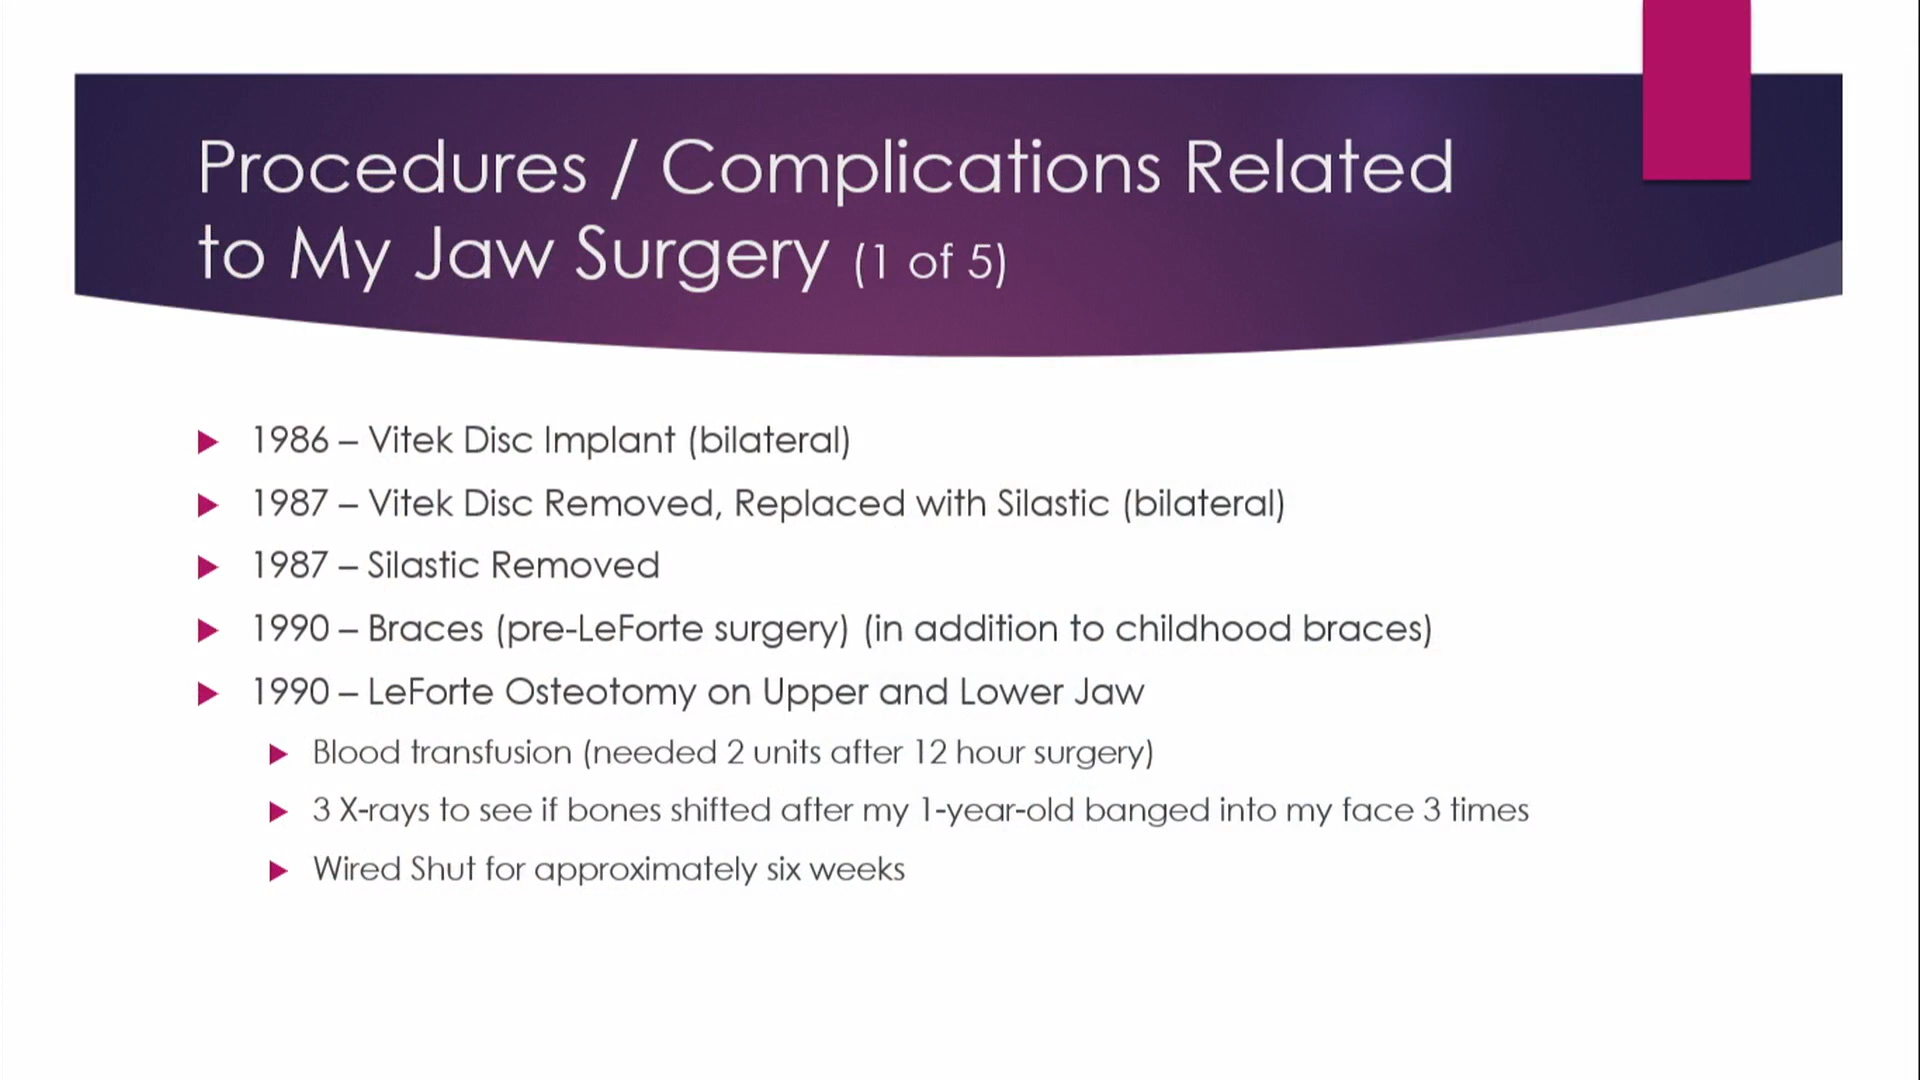 Procedures / Complications Related
to My Jaw Surgery (1 of 5)
1986 – Vitek Disc Implant (bilateral)
1987 – Vitek Disc Removed, Replaced with Silastic (bilateral)
1987 – Silastic Removed
1990 – Braces (pre-LeForte surgery) (in addition to childhood braces)
1990 – LeForte Osteotomy on Upper and Lower Jaw
Blood transfusion (needed 2 units after 12 hour surgery)
3 X-rays to see if bones shifted after my 1-year-old banged into my face 3 times
Wired Shut for approximately six weeks